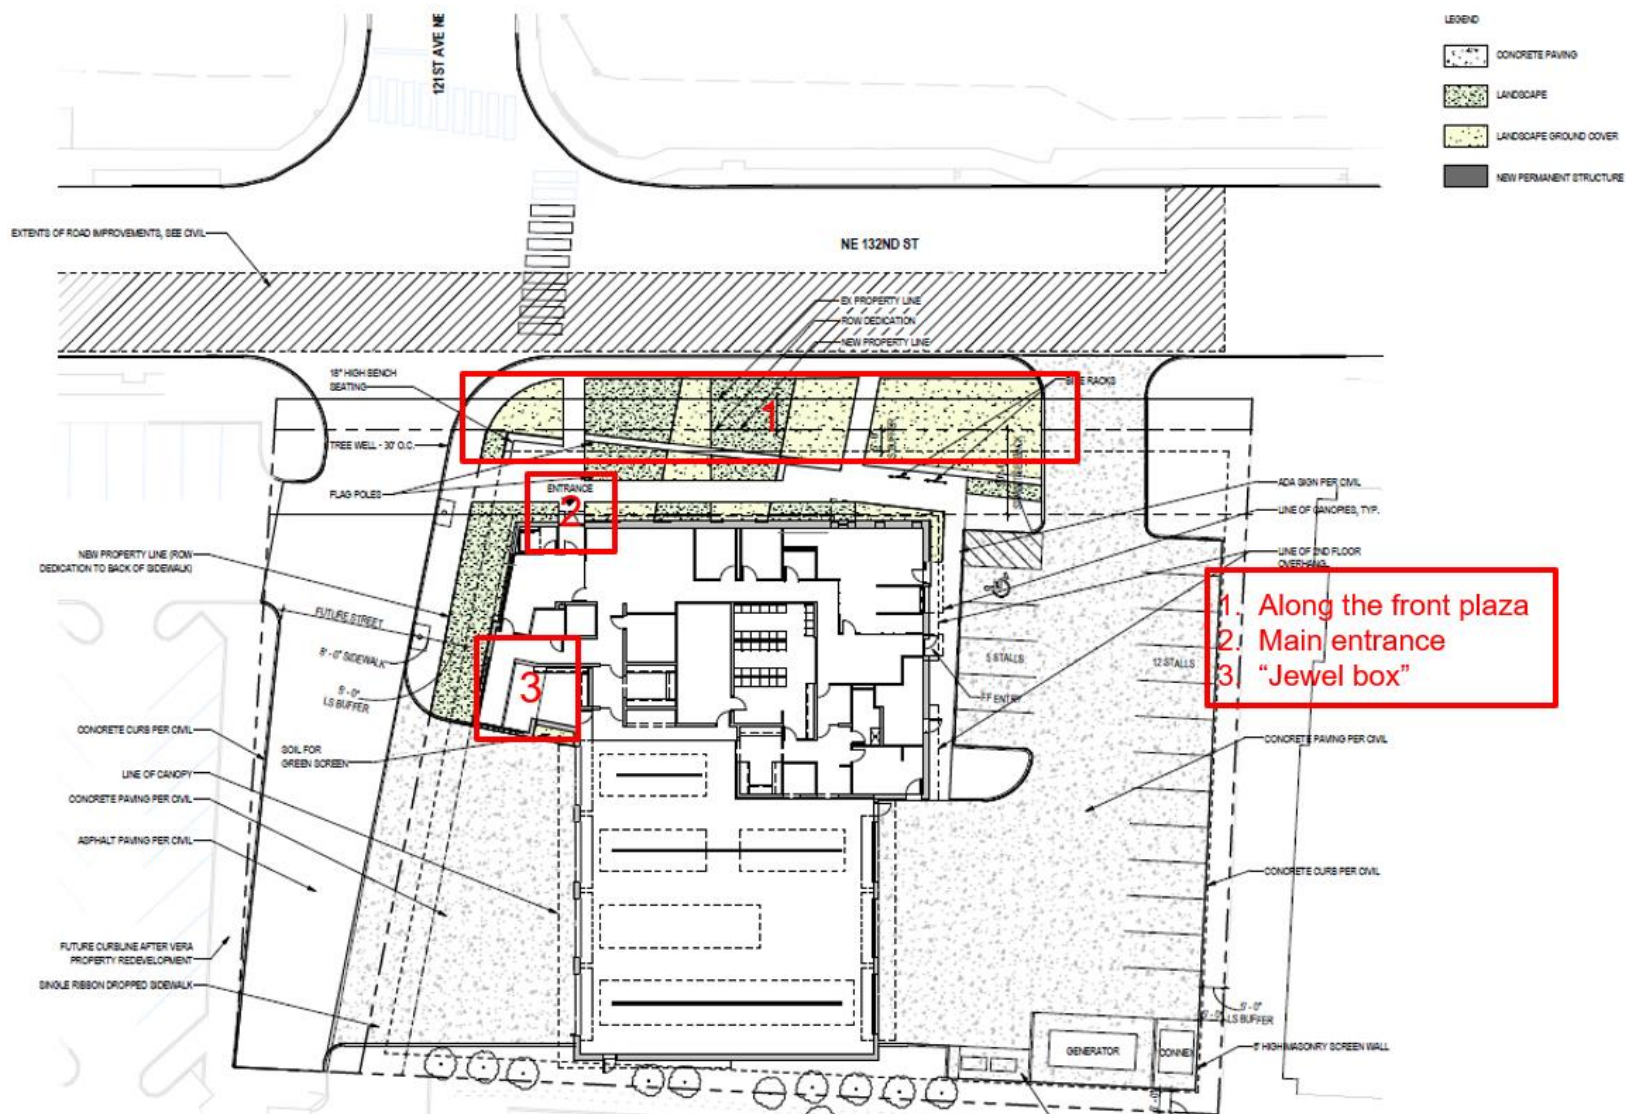 LEGEND
CONCRETE PAVING
LANDSCAPE
LANDSCAPE GROUND COVER
NEW PERMANENT STRUCTURE
121ST AVE NE
EXTENTS OF ROAD IMPROVEMENTS, SEE CIVIL
NE 132ND ST
EX PROPERTY LINE
ROW DEDICATION
NEW PROPERTY LINE
18" HIGH BENCH
SEATING
BIKE RACKS
1
TREE WELL - 30' O.C.
FLAG POLES
ENTRANCE
2
ADA SIGN PER CIVIL
LINE OF CANOPIES, TYP.
LINE OF 2ND FLOOR
OVERHANG
NEW PROPERTY LINE (ROW
DEDICATION TO BACK OF SIDEWALK)
1. Along the front plaza
2. Main entrance
3. “Jewel box”
FUTURE STREET
8' - 0" SIDEWALK
5' - 0"
LS BUFFER
3
5 STALLS
12 STALLS
FF ENTRY
CONCRETE CURB PER CIVIL
SOIL FOR
GREEN SCREEN
CONCRETE PAVING PER CIVIL
LINE OF CANOPY
CONCRETE PAVING PER CIVIL
ASPHALT PAVING PER CIVIL
CONCRETE CURB PER CIVIL
FUTURE CURBLINE AFTER VERA
PROPERTY REDEVELOPMENT
SINGLE RIBBON DROPPED SIDEWALK
5' - 0"
LS BUFFER
GENERATOR
CONNEX
6' HIGH MASONRY SCREEN WALL